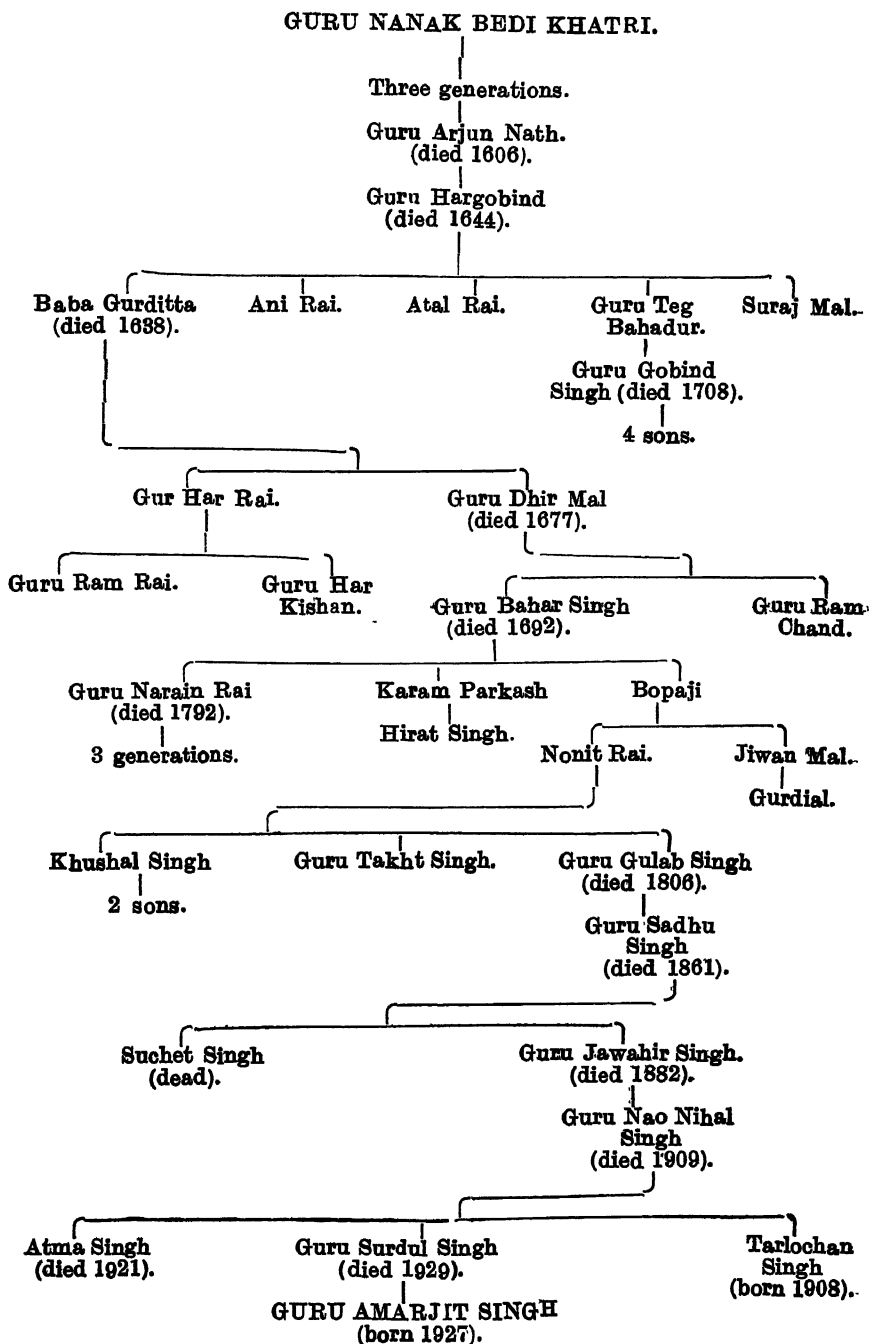 GURU NANAK BEDI KHATRI.
Three generations.
Guru Arjun Nath.
(died 1606).
Guru Hargobind
(died 1644).
Baba Gurditta
(died 1638).
Ani Rai.
Atal Rai.
Guru Teg
Bahadur.
Suraj Mal.
Guru Gobind
Singh (died 1708).
4 sons.
Gur Har Rai.
Guru Dhir Mal
(died 1677).
Guru Ram Rai.
Guru Har
Kishan.
Guru Bahar Singh
(died 1692).
Guru Ram
Chand.
Guru Narain Rai
(died 1792).
Karam Parkash
Bopaji
3 generations.
Hirat Singh.
Nonit Rai.
Jiwan Mal.
Gurdial.
Khushal Singh
Guru Takht Singh.
Guru Gulab Singh
(died 1806).
2 sons.
Guru Sadhu
Singh
(died 1861).
Suchet Singh
(dead).
Guru Jawahir Singh.
(died 1882).
Guru Nao Nihal
Singh
(died 1909).
Atma Singh
(died 1921).
Guru Surdul Singh
(died 1929).
Tarlochan
Singh
(born 1908).
GURU AMARJIT SINGH
(born 1927).